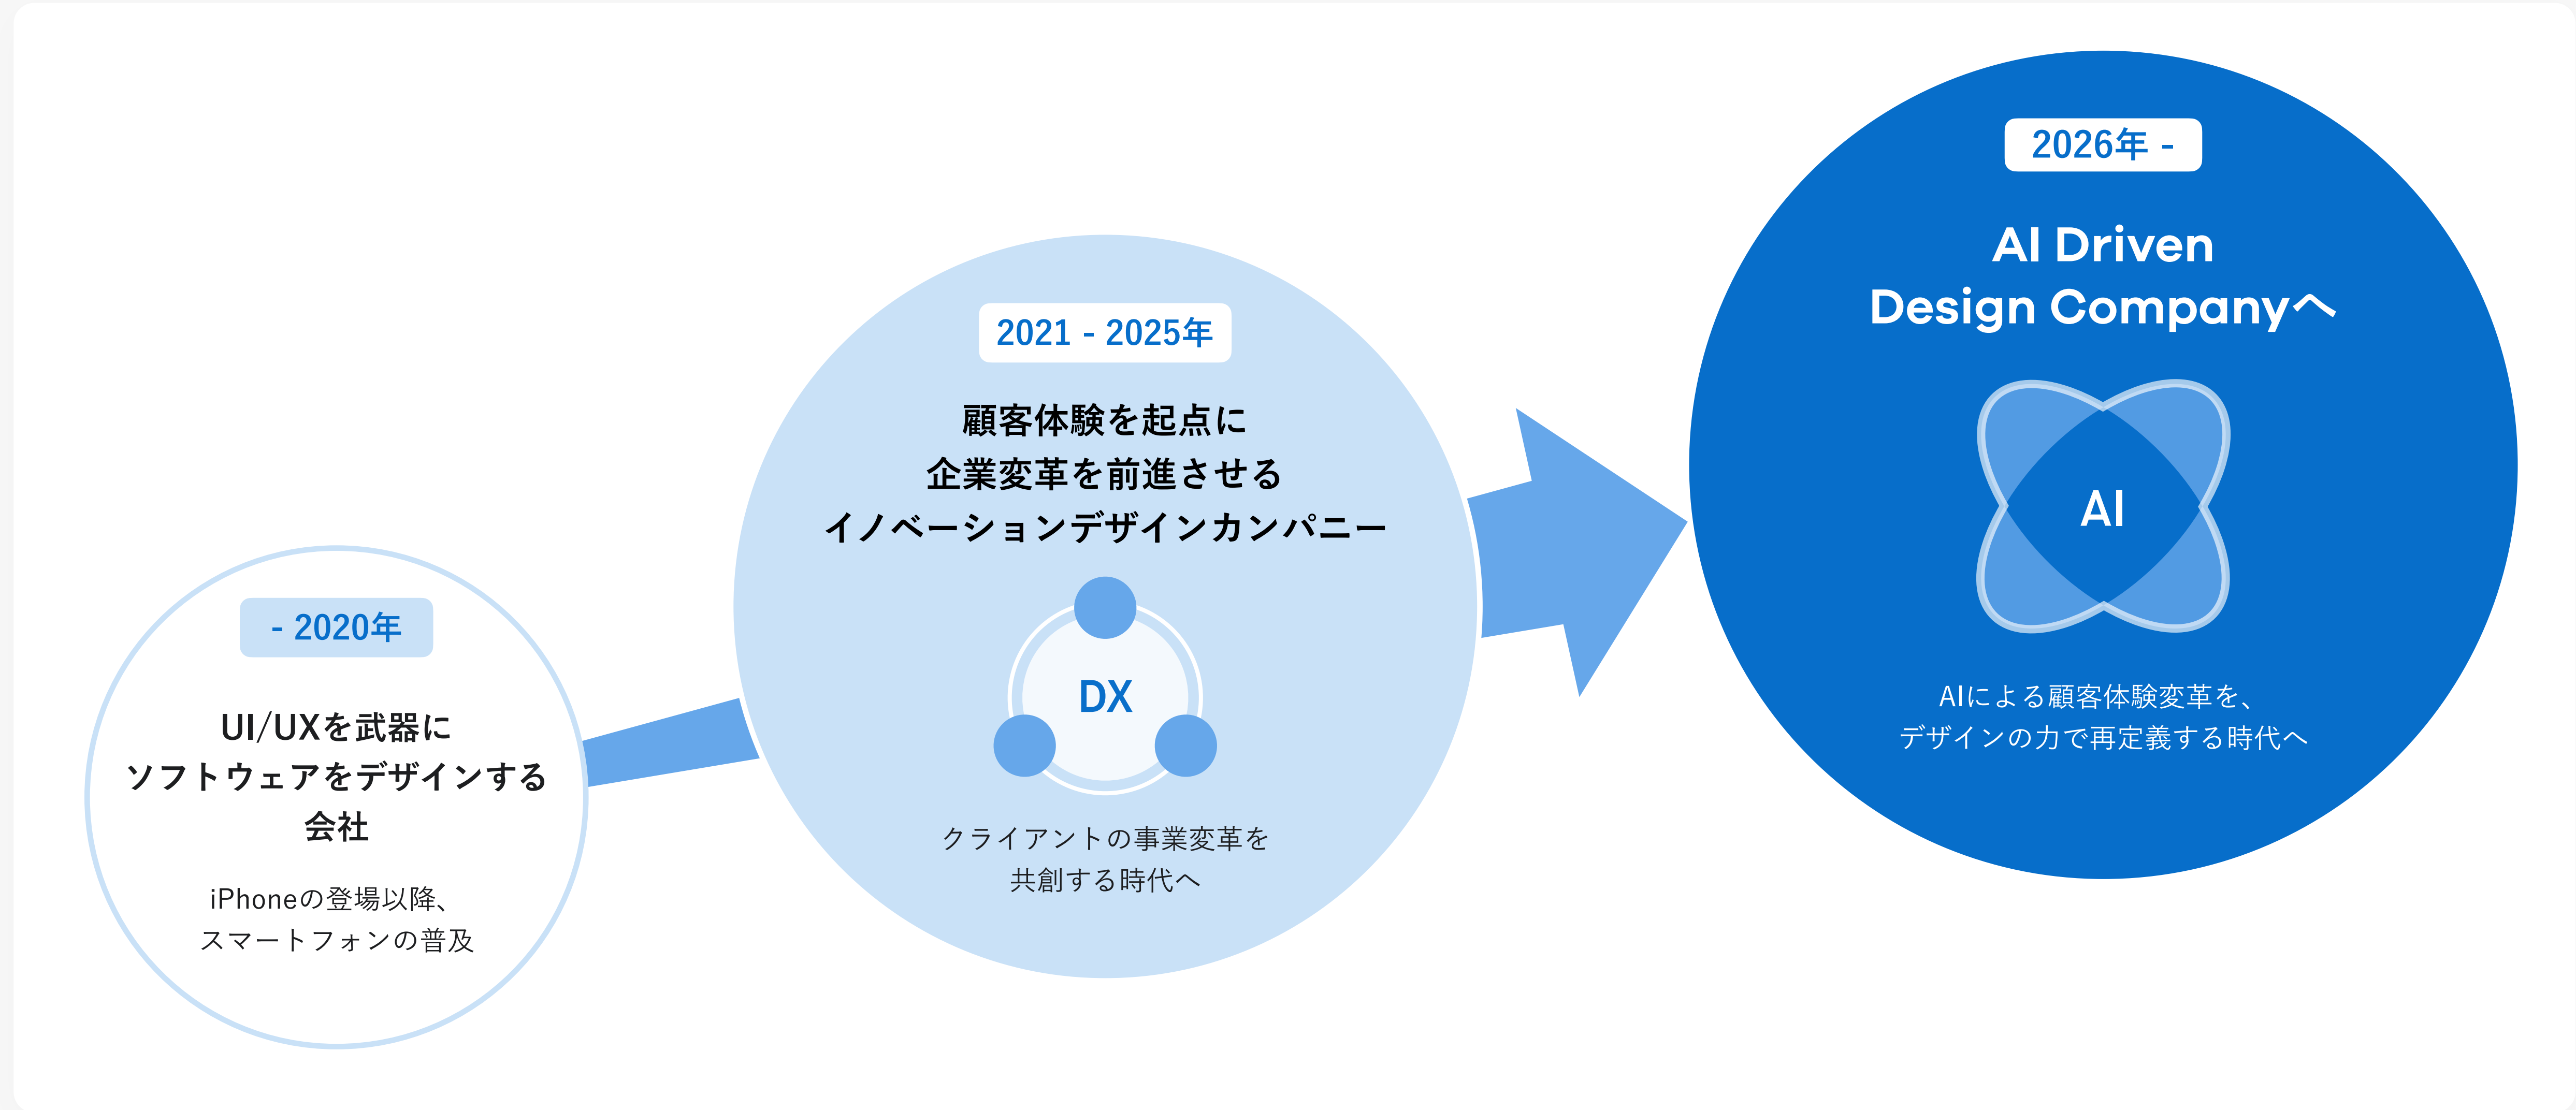 - 2020年
UI/UXを武器に
ソフトウェアをデザインする
会社
iPhoneの登場以降、
スマートフォンの普及
2021 - 2025年
顧客体験を起点に
企業変革を前進させる
イノベーションデザインカンパニー
DX
クライアントの事業変革を
共創する時代へ
2026年 -
AI Driven
Design Companyへ
AI
AIによる顧客体験変革を、
デザインの力で再定義する時代へ